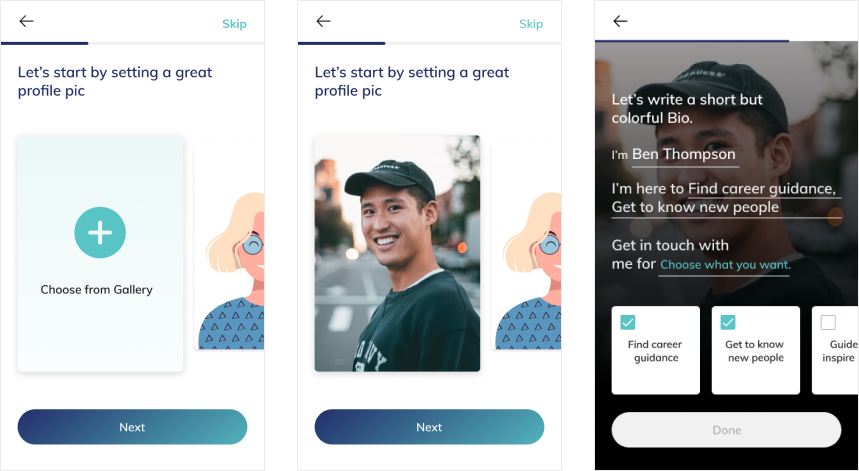 Skip
Let's start by setting a great
profile pic
Choose from Gallery
Next
Skip
Let's start by setting a great
profile pic
Next
Let's write a short but
colorful Bio.
I'm Ben Thompson
I'm here to Find career guidance,
Get to know new people
Get in touch with
me for Choose what you want.
Find career
guidance
Get to know
new people
Guide
inspire
Done